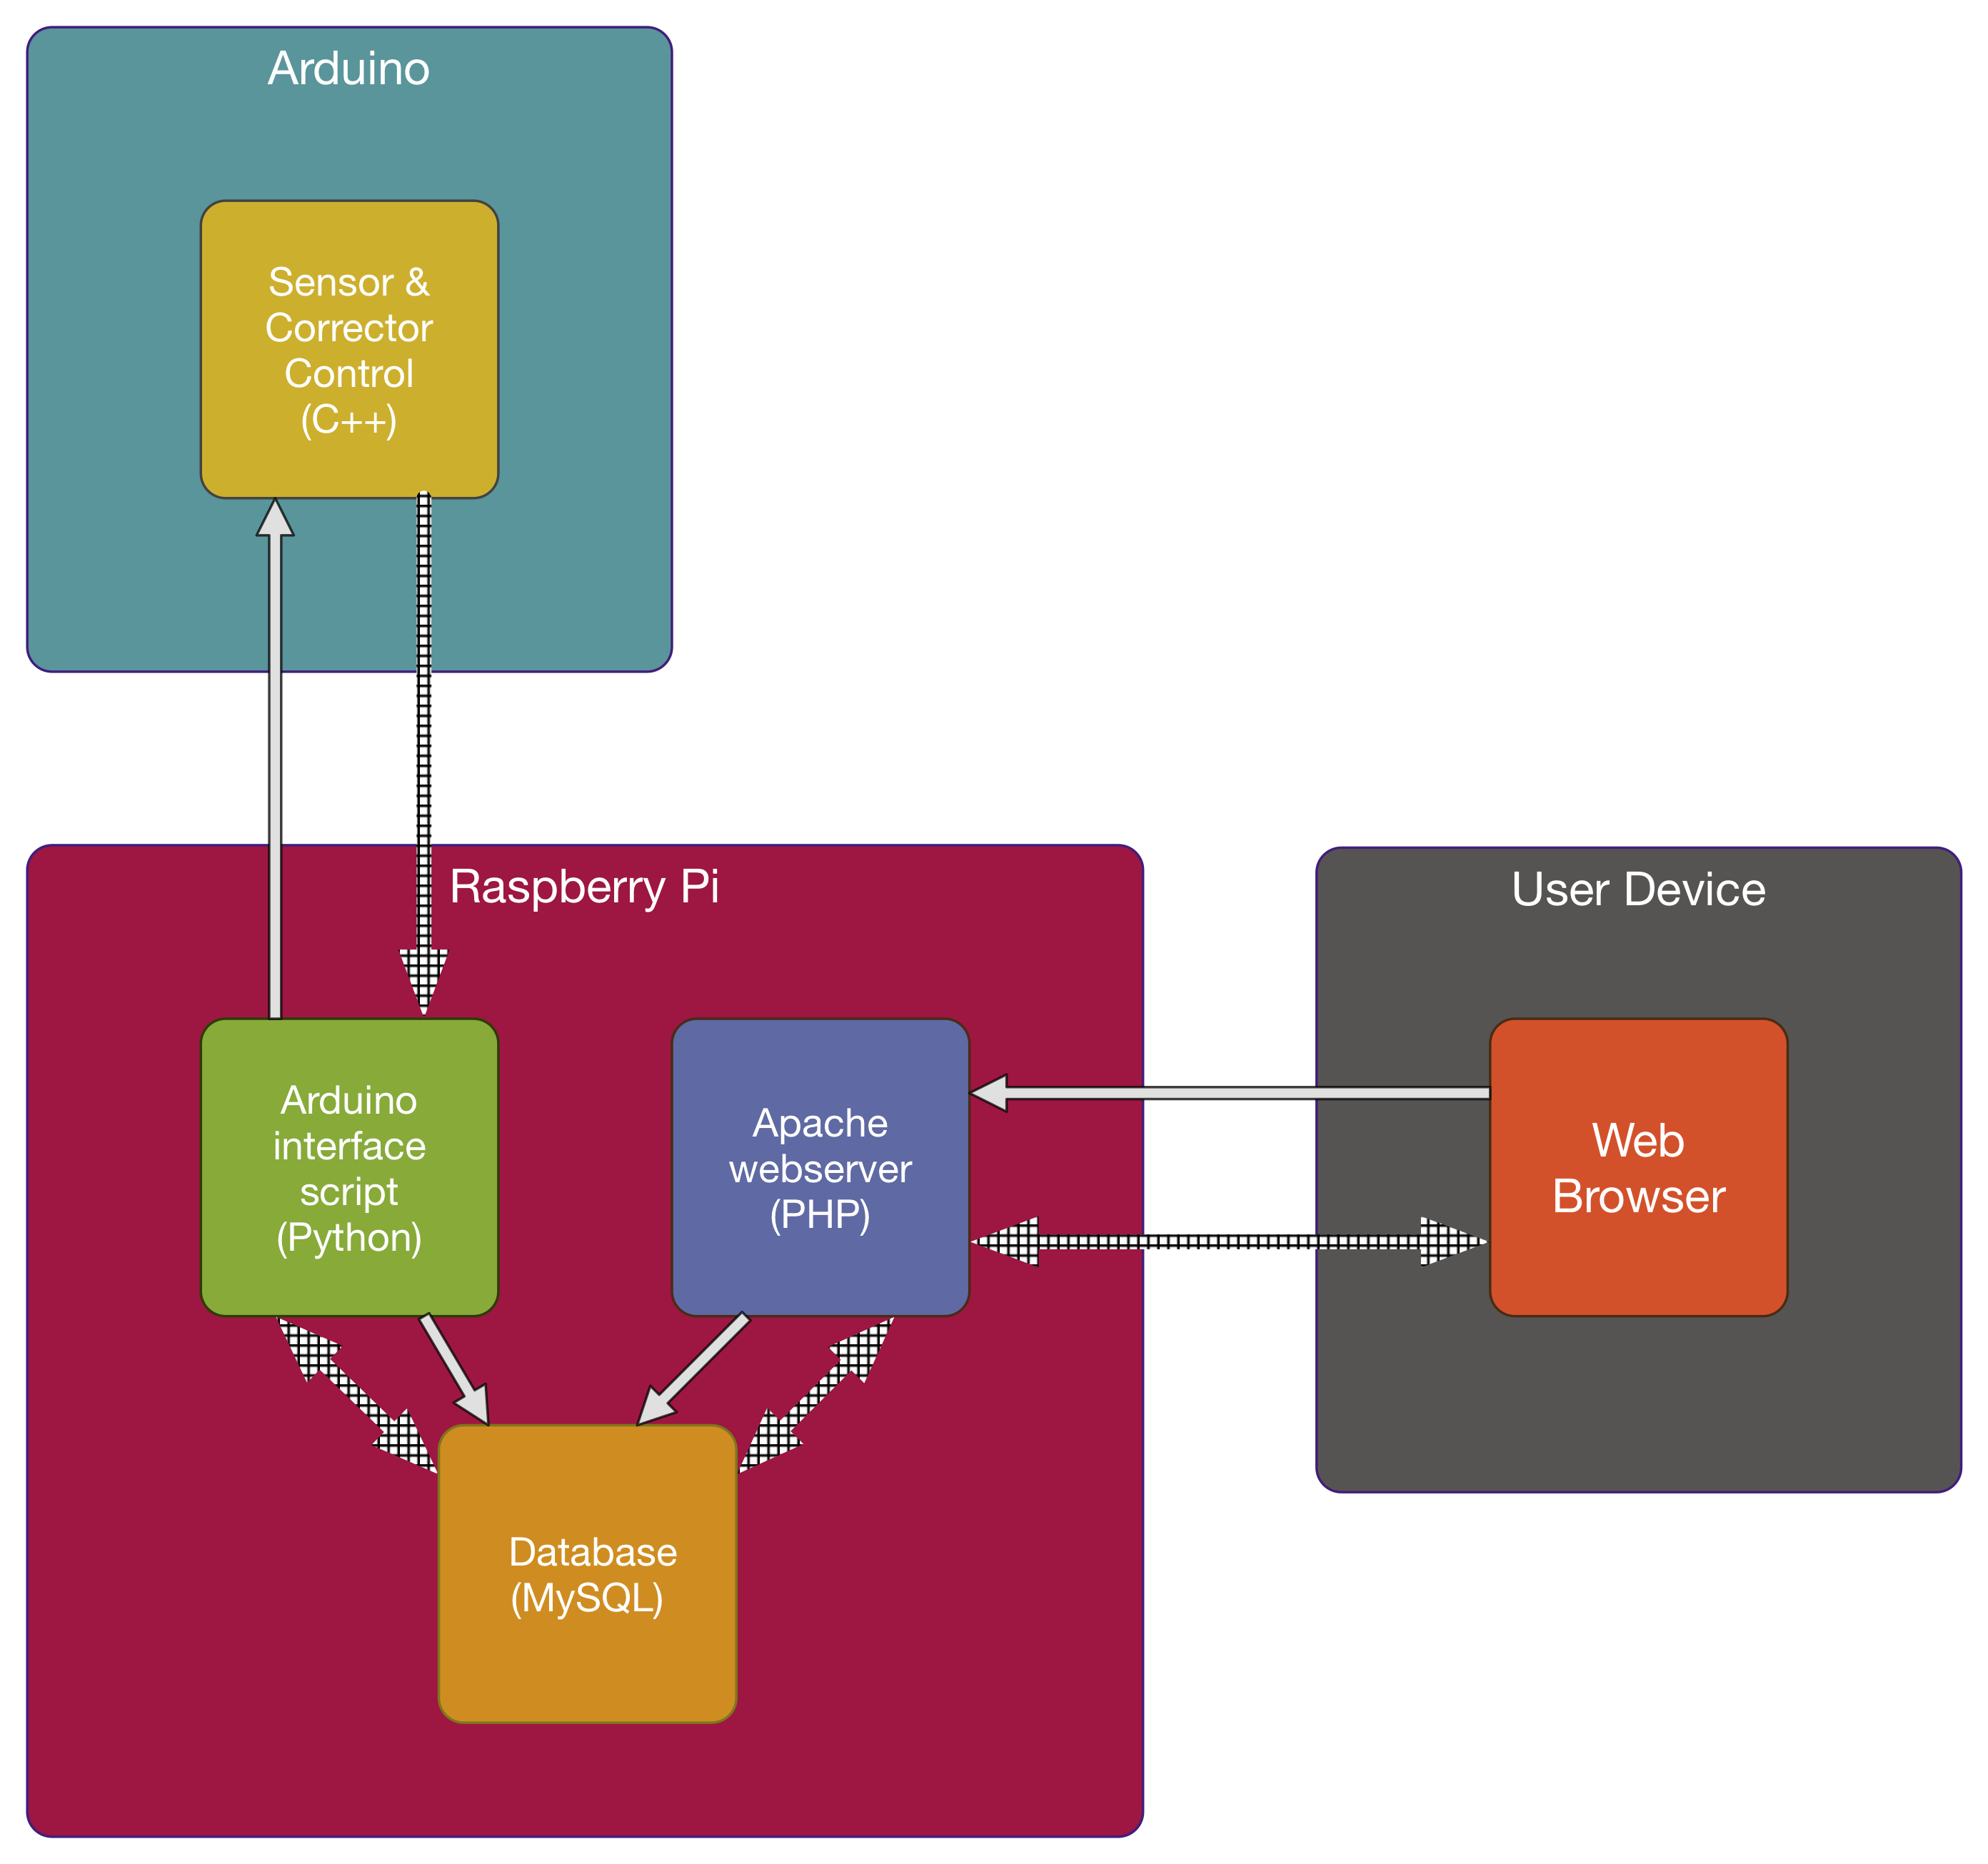 Arduino
Sensor &
Corrector
Control
(C++)
Raspberry Pi
Arduino
interface
script
(Python)
Apache
webserver
(PHP)
Database
(MySQL)
User Device
Web
Browser